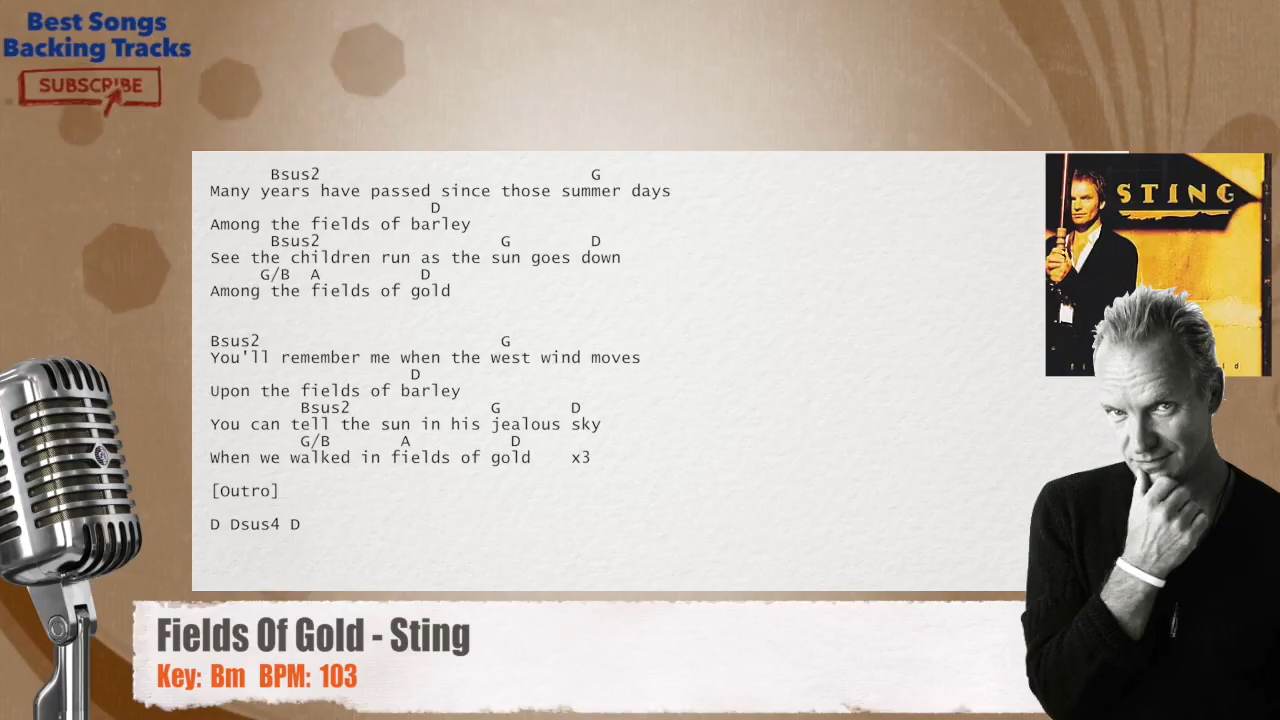 Best Songs
Backing Tracks
SUBSCRIBE
STING
      Bsus2                           G
Many years have passed since those summer days
                      D
Among the fields of barley
      Bsus2                  G        D
See the children run as the sun goes down
     G/B  A          D
Among the fields of gold
Bsus2                        G
You'll remember me when the west wind moves
                    D
Upon the fields of barley
         Bsus2              G       D
You can tell the sun in his jealous sky
         G/B       A          D
When we walked in fields of gold    x3
[Outro]
D Dsus4 D
Fields Of Gold - Sting
Key: Bm  BPM: 103